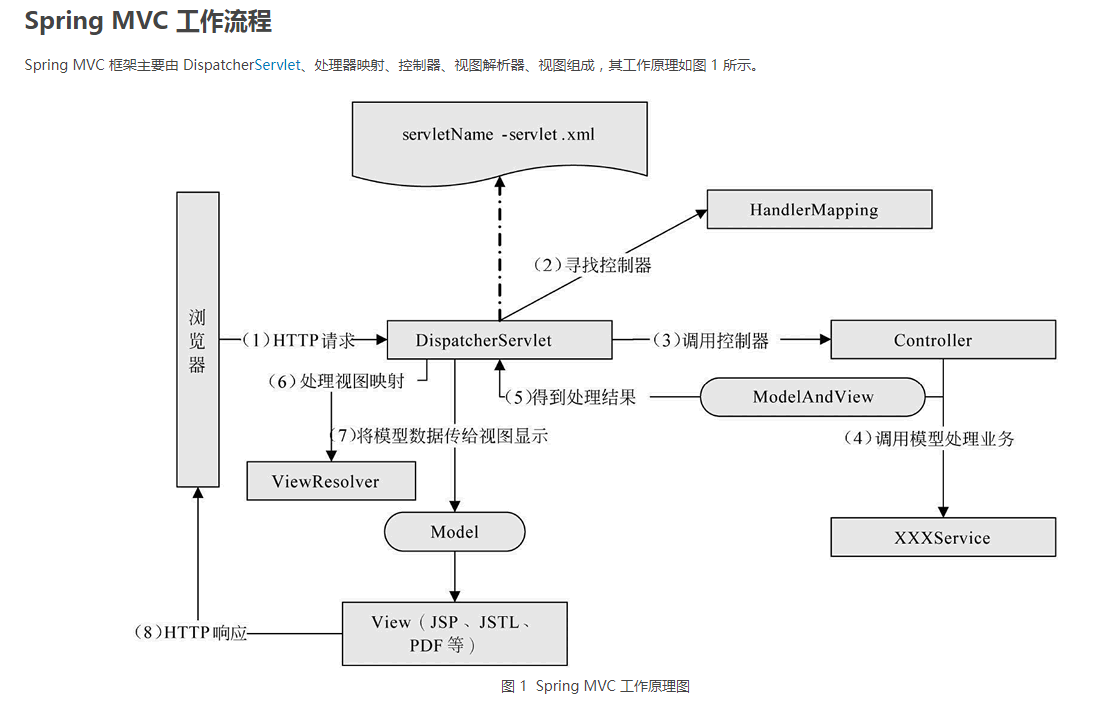 Spring MVC 工作流程
Spring MVC 框架主要由 DispatcherServlet、处理器映射、控制器、视图解析器、视图组成，其工作原理如图 1 所示。
servletName -servlet .xml
HandlerMapping
（2）寻找控制器
浏览器
（1）HTTP 请求
DispatcherServlet
（3）调用控制器
Controller
（6）处理视图映射
（5）得到处理结果
ModelAndView
（7）将模型数据传给视图显示
（4）调用模型处理业务
ViewResolver
Model
XXXService
View（JSP 、JSTL、
PDF 等）
（8）HTTP 响应
图 1 Spring MVC 工作原理图